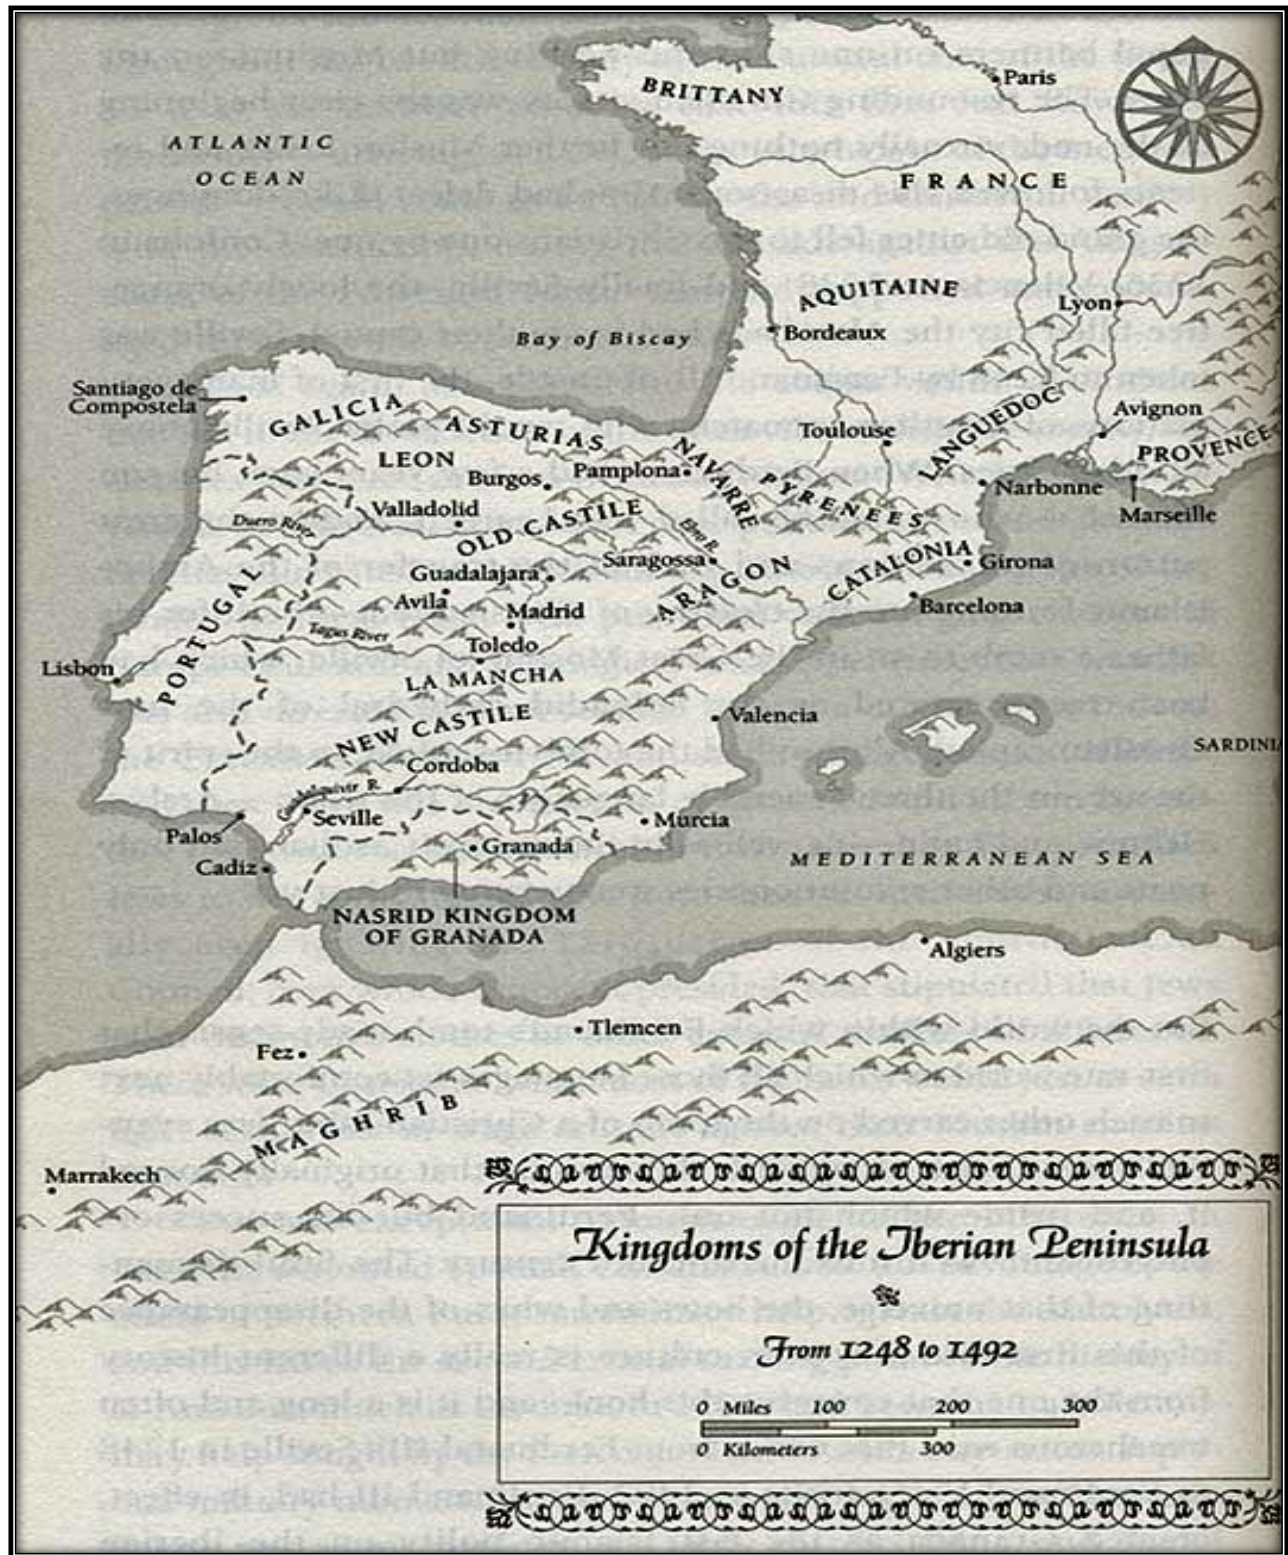 BRITTANY
Paris
ATLANTIC
OCEAN
FRANCE
AQUITAINE
Lyon
Bordeaux
Bay of Biscay
Santiago de
Compostela
GALICIA
ASTURIAS
LEON
Burgos
Pamplona
NAVARRE
Toulouse
LANGUEDOC
Avignon
PROVENCE
PYRENEES
Narbonne
Marseille
Valladolid
Duero River
OLD CASTILE
Ebro R.
Saragossa
ARAGON
CATALONIA
Girona
Guadalajara
Avila
Madrid
Barcelona
PORTUGAL
Tagus River
Toledo
Lisbon
LA MANCHA
NEW CASTILE
Valencia
SARDINI
Cordoba
Guadalquivir R.
Seville
Murcia
Palos
Granada
Cadiz
MEDITERRANEAN SEA
NASRID KINGDOM
OF GRANADA
Algiers
Tlemcen
Fez
MAGHRIB
Marrakech
Kingdoms of the Iberian Peninsula
From 1248 to 1492
0 Miles 100 200 300
0 Kilometers 300